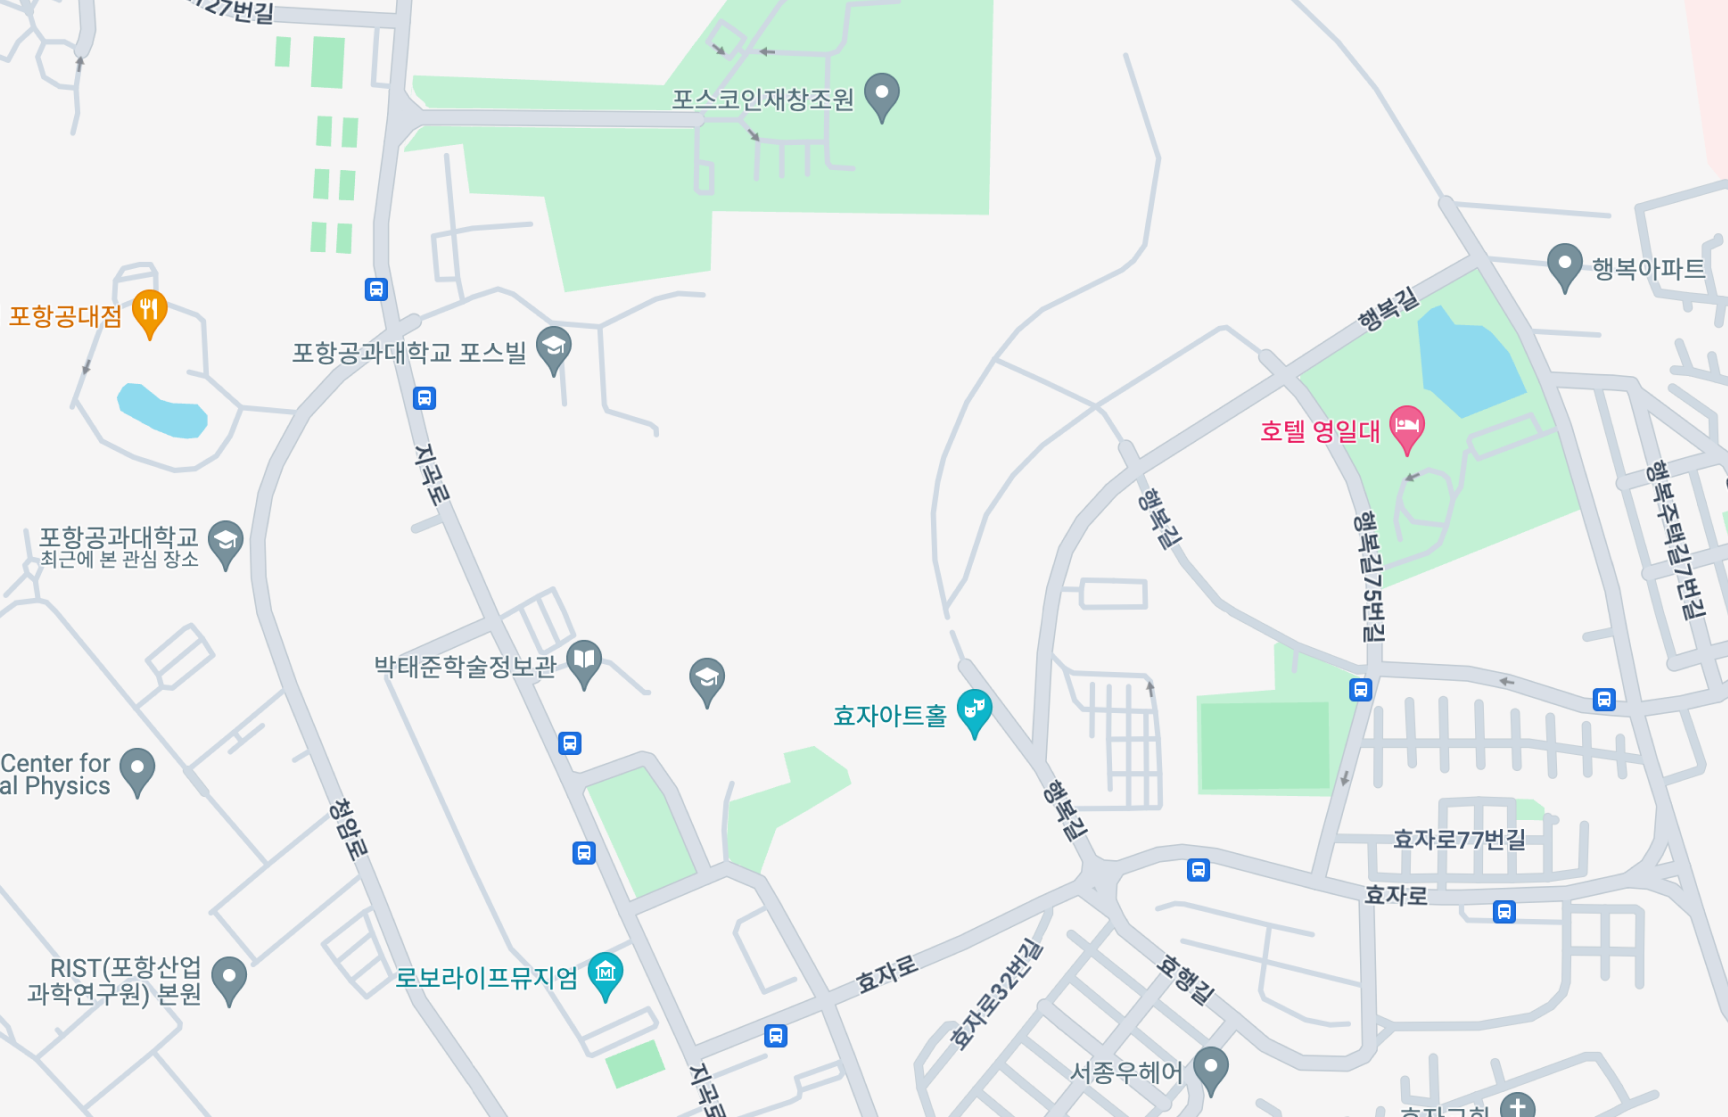 127번길
포스코인재창조원
행복아파트
행복길
포항공대점
포항공과대학교 포스빌
호텔 영일대
지곡로
행복길
행복길75번길
행복주택길7번길
포항공과대학교
최근에 본 관심 장소
박태준학술정보관
효자아트홀
Center for
al Physics
청암로
행복길
효자로77번길
효자로
RIST(포항산업
과학연구원) 본원
로보라이프뮤지엄
효자로
효자로32번길
효행길
서종우헤어
지곡로
효자교회